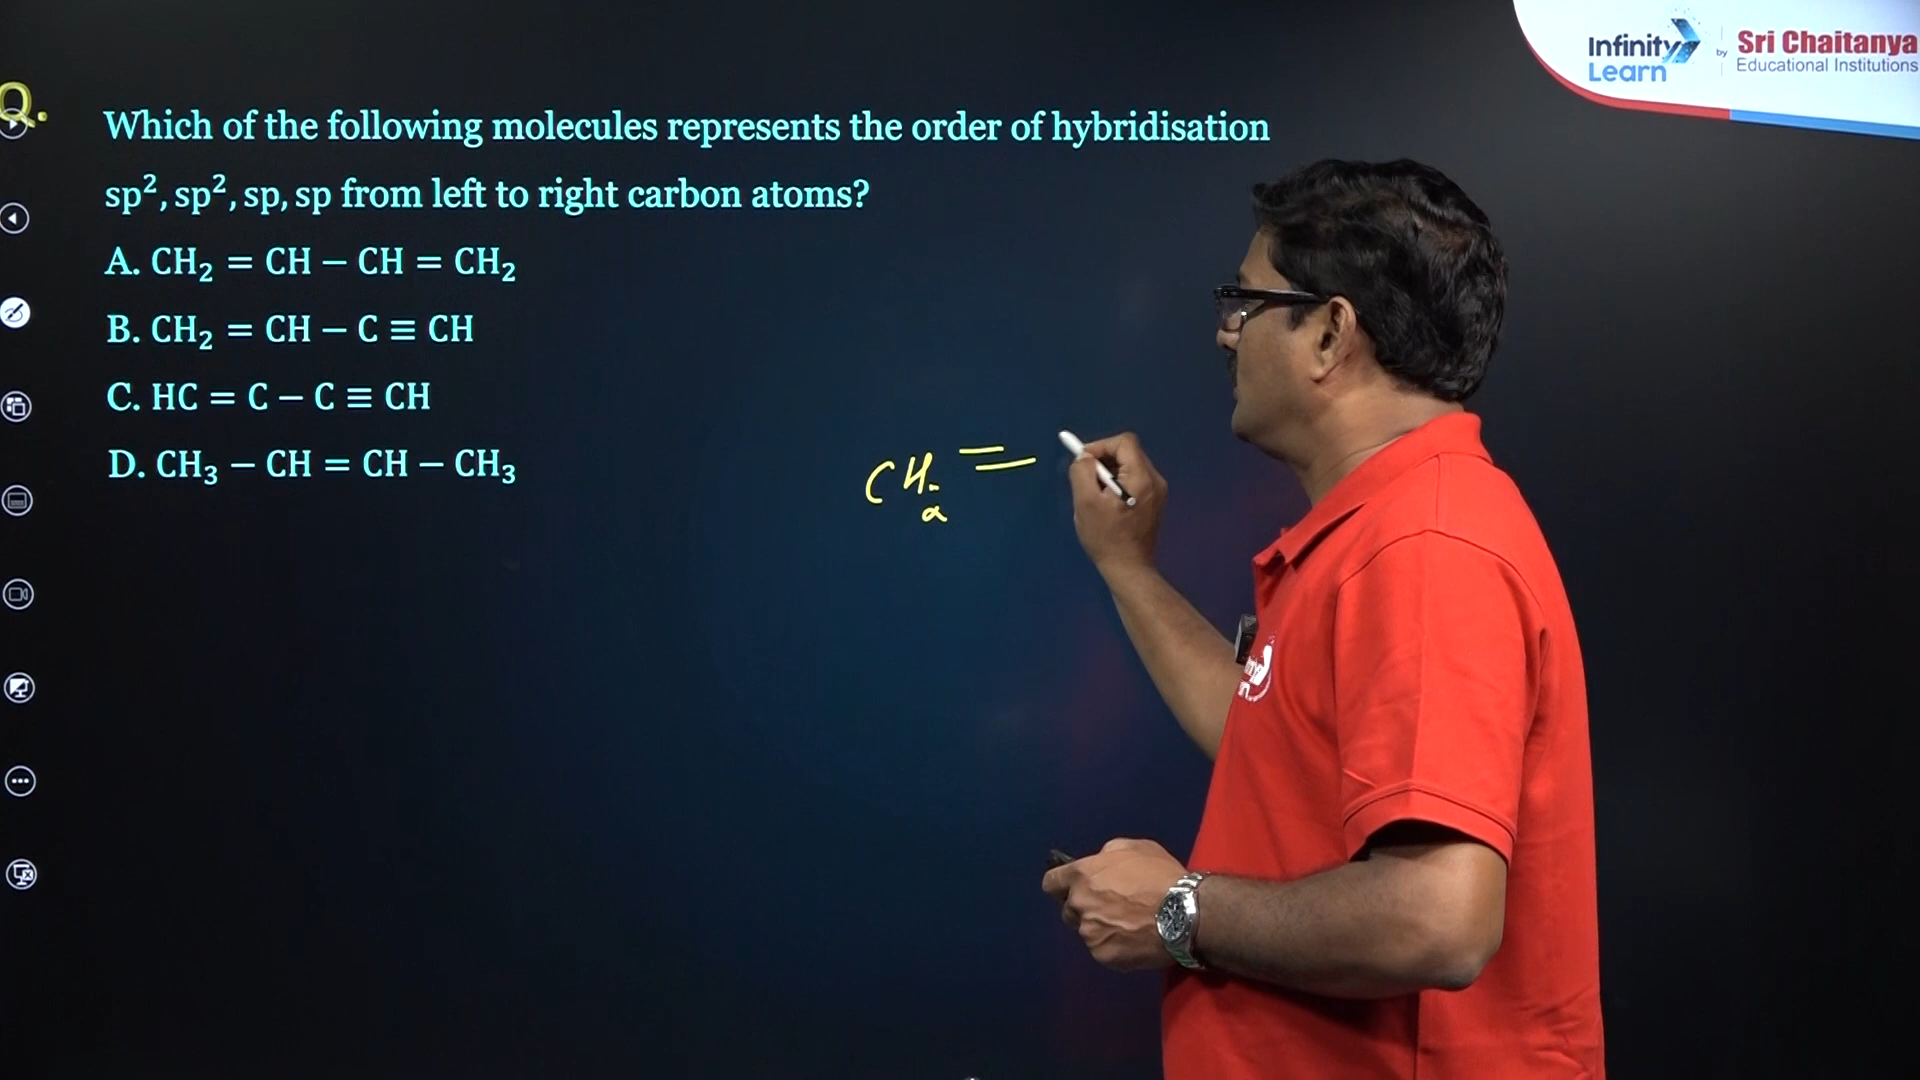 Infinity Learn by Sri Chaitanya Educational Institutions
Q.
Which of the following molecules represents the order of hybridisation
sp², sp², sp, sp from left to right carbon atoms?
A. CH₂ = CH − CH = CH₂
B. CH₂ = CH − C ≡ CH
C. HC = C − C ≡ CH
D. CH₃ − CH = CH − CH₃
CH₂ =